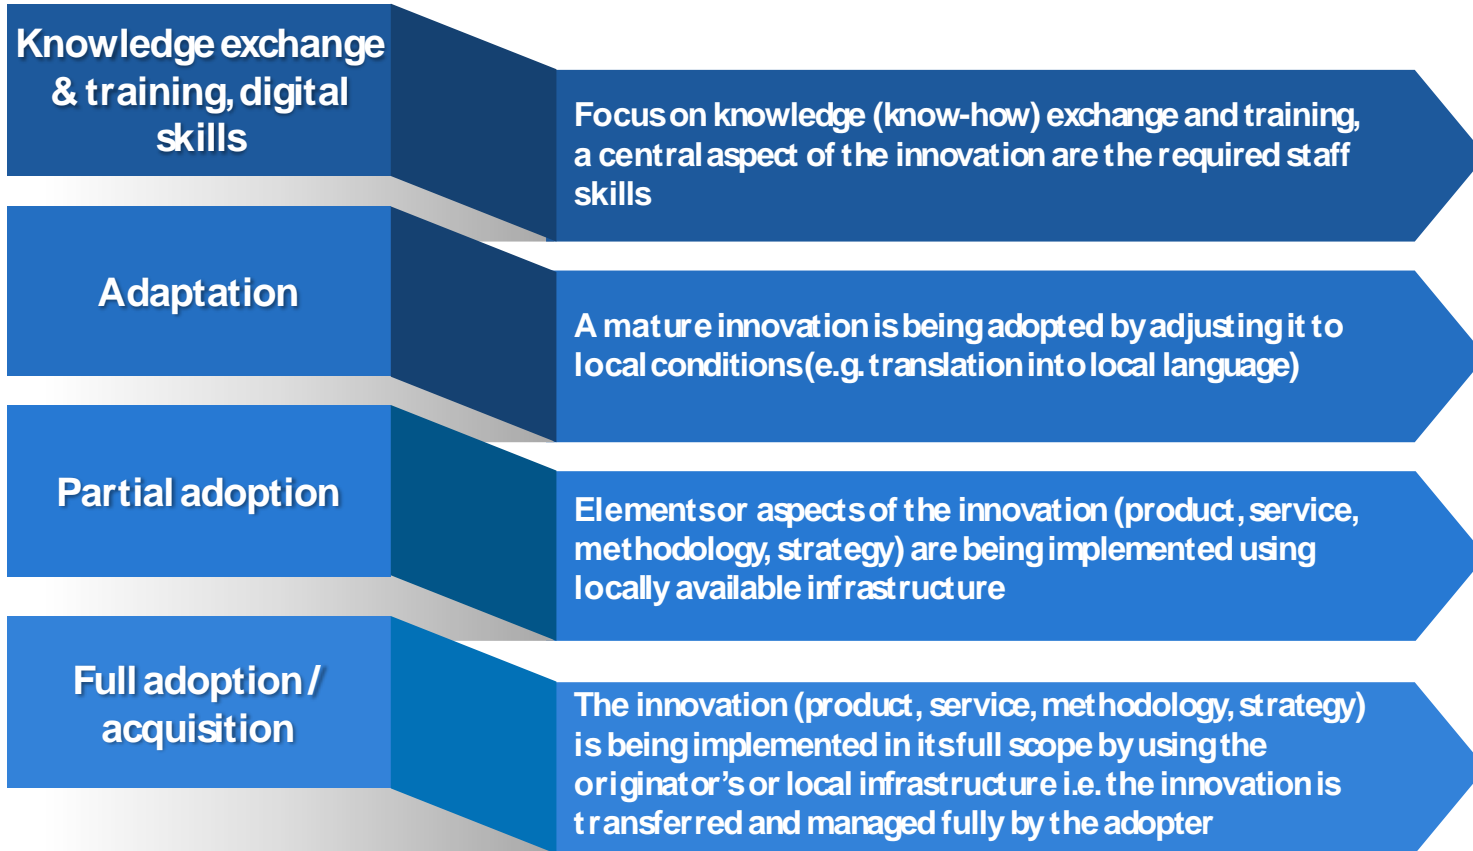 Knowledge exchange
& training, digital
skills
Focus on knowledge (know-how) exchange and training,
a central aspect of the innovation are the required staff
skills
Adaptation
A mature innovation is being adopted by adjusting it to
local conditions (e.g. translation into local language)
Partial adoption
Elements or aspects of the innovation (product, service,
methodology, strategy) are being implemented using
locally available infrastructure
Full adoption /
acquisition
The innovation (product, service, methodology, strategy)
is being implemented in its full scope by using the
originator's or local infrastructure i.e. the innovation is
transferred and managed fully by the adopter